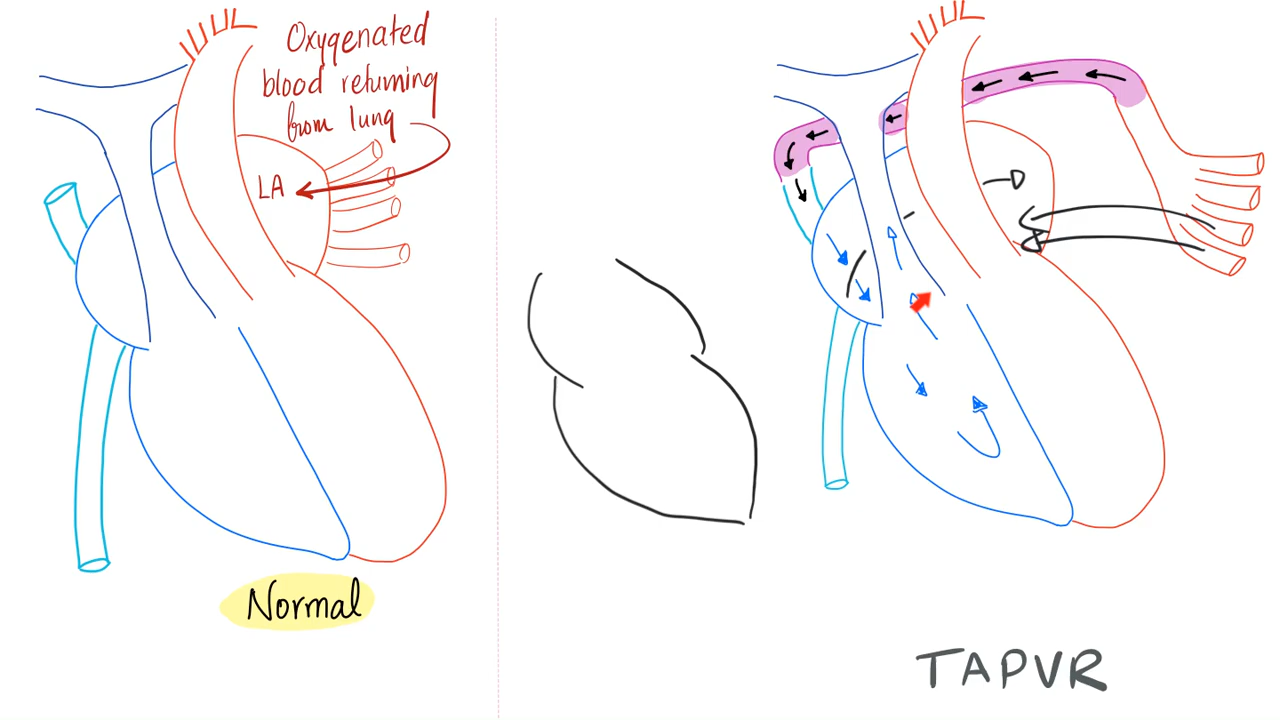 Oxygenated
blood returning
from lung
LA
Normal
TAPVR